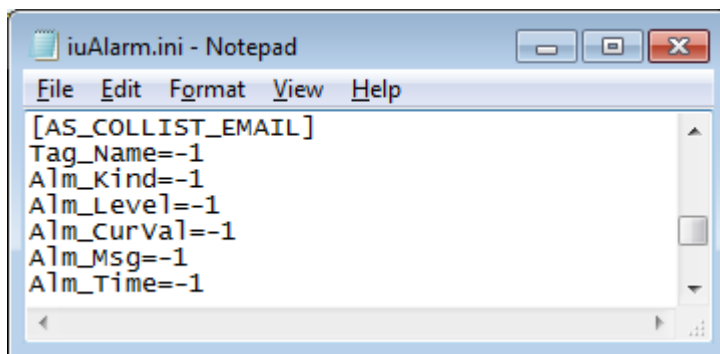 iuAlarm.ini - Notepad
File Edit Format View Help
[AS_COLLIST_EMAIL]
Tag_Name=-1
Alm_Kind=-1
Alm_Level=-1
Alm_CurVal=-1
Alm_Msg=-1
Alm_Time=-1